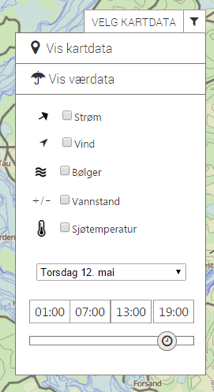 VELG KARTDATA
Vis kartdata
Vis værdata
Strøm
Vind
Bølger
+/- Vannstand
Sjøtemperatur
Torsdag 12. mai
01:00 07:00 13:00 19:00
Forsand